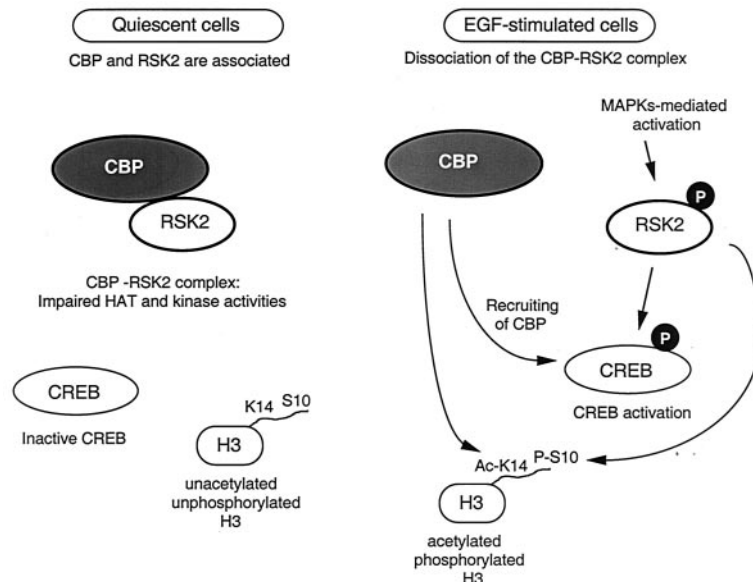 Quiescent cells
CBP and RSK2 are associated
CBP
RSK2
CBP -RSK2 complex:
Impaired HAT and kinase activities
CREB
Inactive CREB
K14 S10
H3
unacetylated
unphosphorylated
H3
EGF-stimulated cells
Dissociation of the CBP-RSK2 complex
MAPKs-mediated
activation
CBP
P
RSK2
Recruiting
of CBP
P
CREB
CREB activation
Ac-K14 P-S10
H3
acetylated
phosphorylated
H3